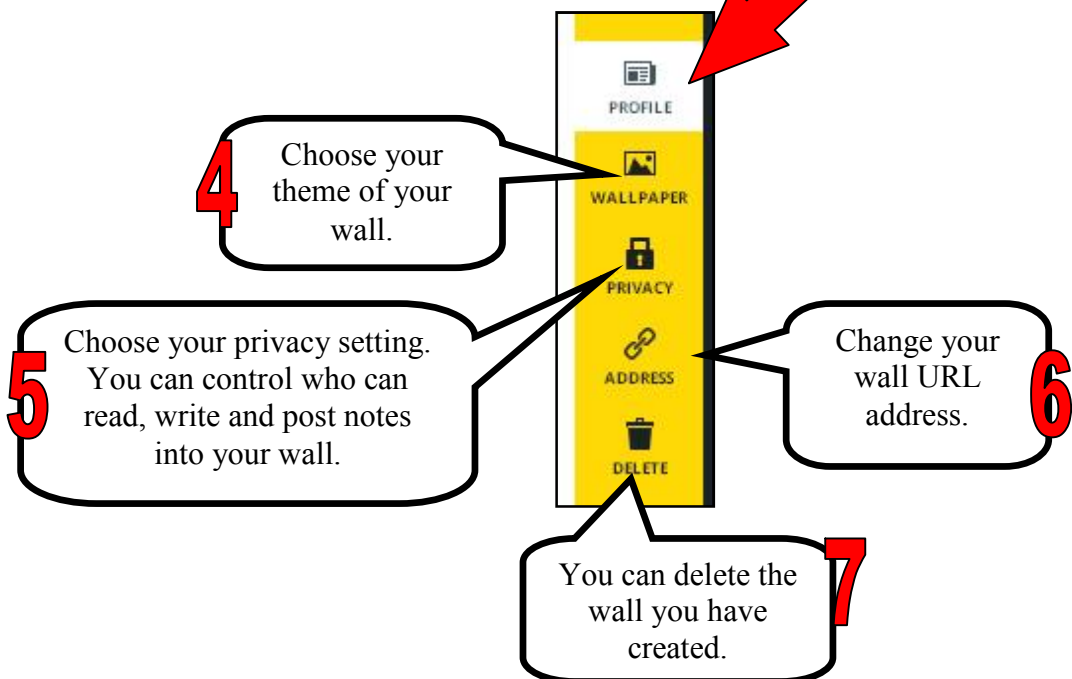 PROFILE
4
Choose your
theme of your
wall.
WALLPAPER
PRIVACY
5
Choose your privacy setting.
You can control who can
read, write and post notes
into your wall.
ADDRESS
Change your
wall URL
address.
6
DELETE
You can delete the
wall you have
created.
7